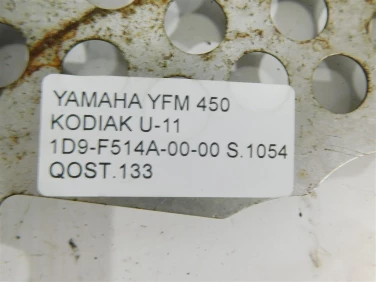 YAMAHA YFM 450
KODIAK U-11
1D9-F514A-00-00 S.1054
QOST.133